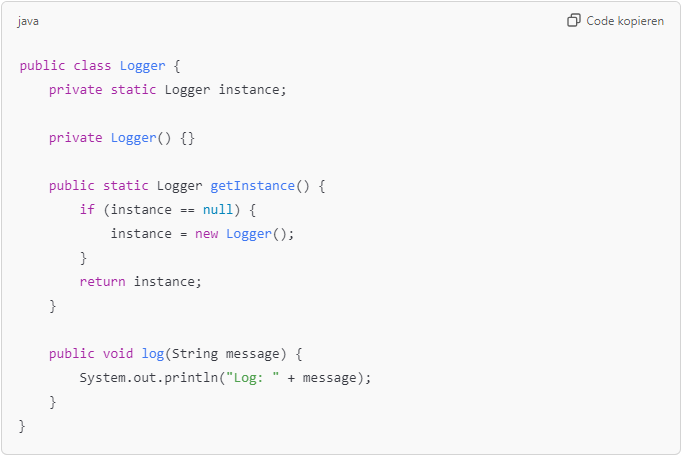 java
Code kopieren
public class Logger {
    private static Logger instance;

    private Logger() {}

    public static Logger getInstance() {
        if (instance == null) {
            instance = new Logger();
        }
        return instance;
    }

    public void log(String message) {
        System.out.println("Log: " + message);
    }
}